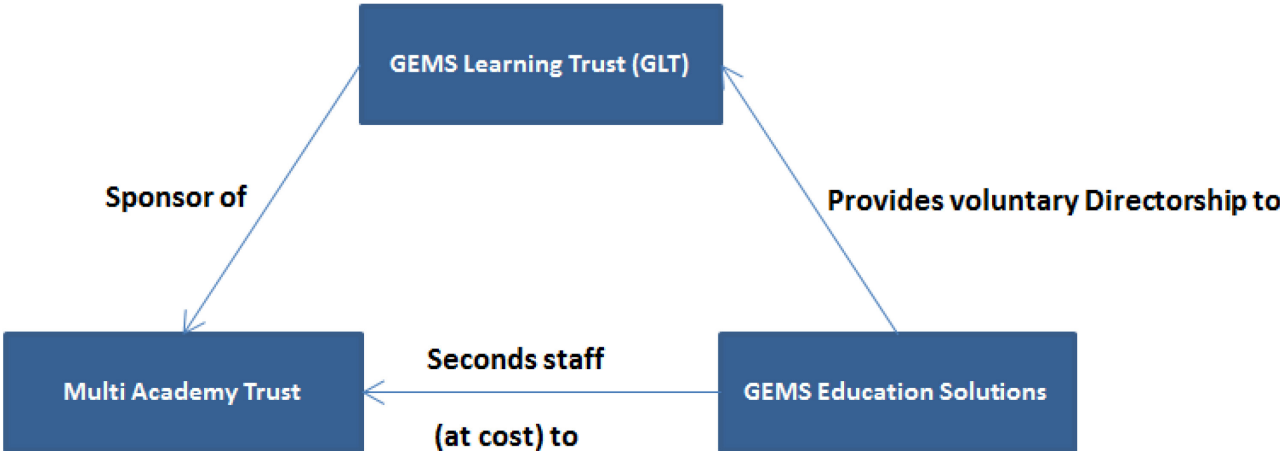 GEMS Learning Trust (GLT)
Sponsor of
Provides voluntary Directorship to
Seconds staff
Multi Academy Trust
GEMS Education Solutions
(at cost) to